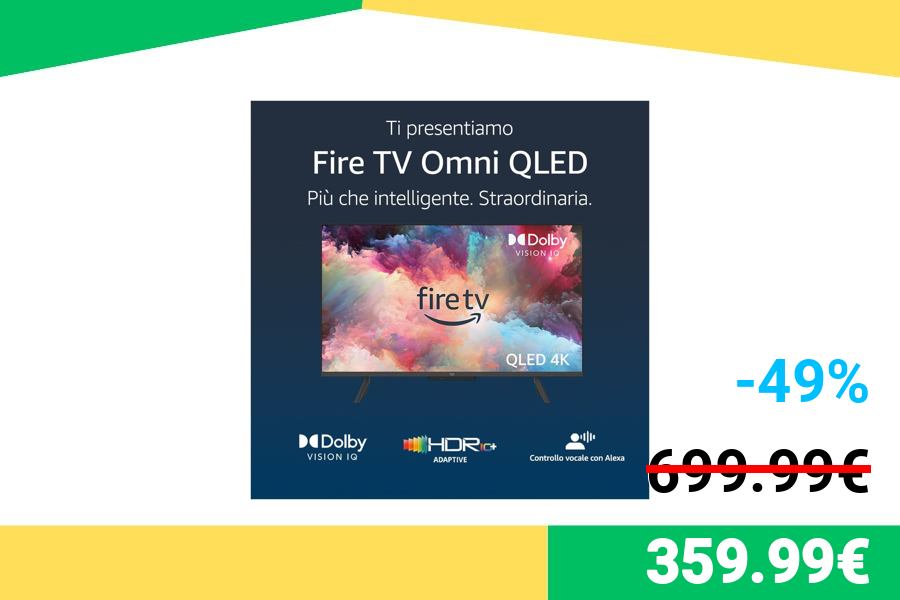 Ti presentiamo
Fire TV Omni QLED
Più che intelligente. Straordinaria.
Dolby
VISION IQ
fire tv
QLED 4K
Dolby
VISION IQ
HDR10+
ADAPTIVE
Controllo vocale con Alexa
-49%
699.99€
359.99€